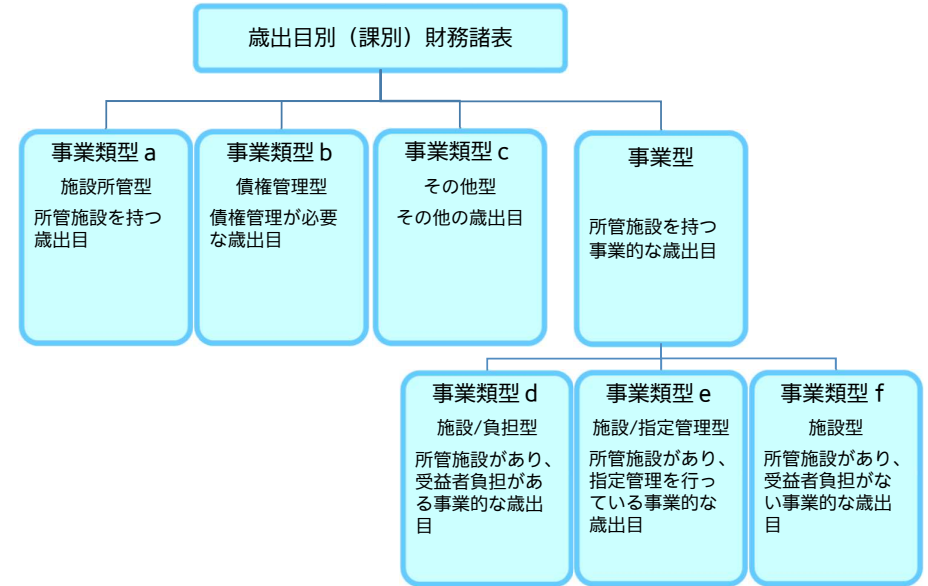 歳出目別（課別）財務諸表
事業類型 a
施設所管型
所管施設を持つ
歳出目
事業類型 b
債権管理型
債権管理が必要
な歳出目
事業類型 c
その他型
その他の歳出目
事業型
所管施設を持つ
事業的な歳出目
事業類型 d
施設/負担型
所管施設があり、
受益者負担があ
る事業的な歳出
目
事業類型 e
施設/指定管理型
所管施設があり、
指定管理を行っ
ている事業的な
歳出目
事業類型 f
施設型
所管施設があり、
受益者負担がな
い事業的な歳出
目